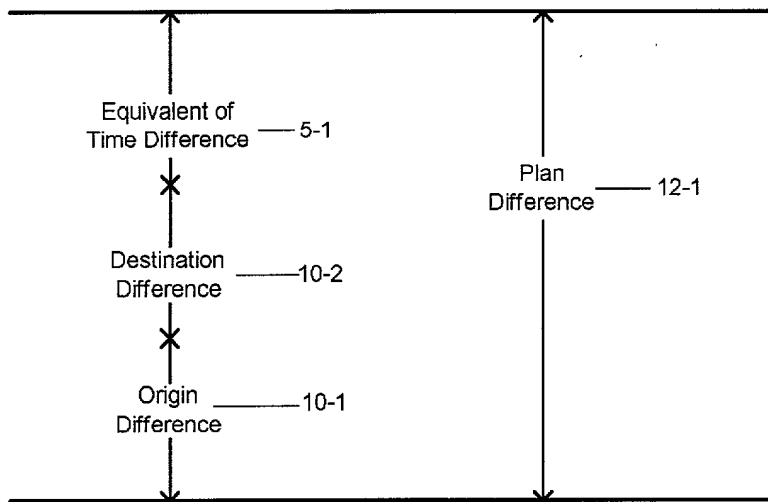 Equivalent of
Time Difference
5-1
Plan
Difference
12-1
Destination
Difference
10-2
Origin
Difference
10-1